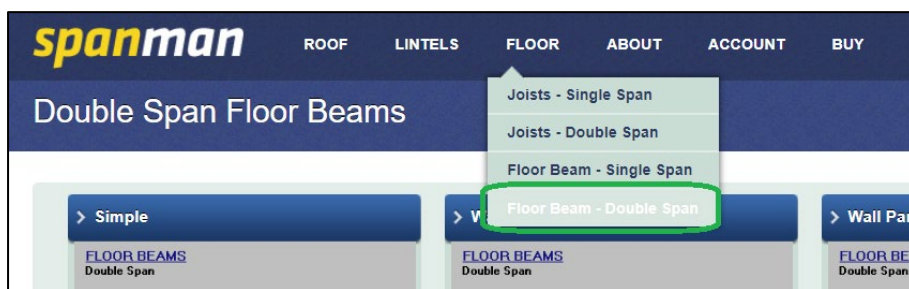 spanman ROOF LINTELS FLOOR ABOUT ACCOUNT BUY
Double Span Floor Beams
Joists - Single Span
Joists - Double Span
Floor Beam - Single Span
Floor Beam - Double Span
Simple
FLOOR BEAMS
Double Span
FLOOR BEAMS
Double Span
Wall
FLOOR
Double Span